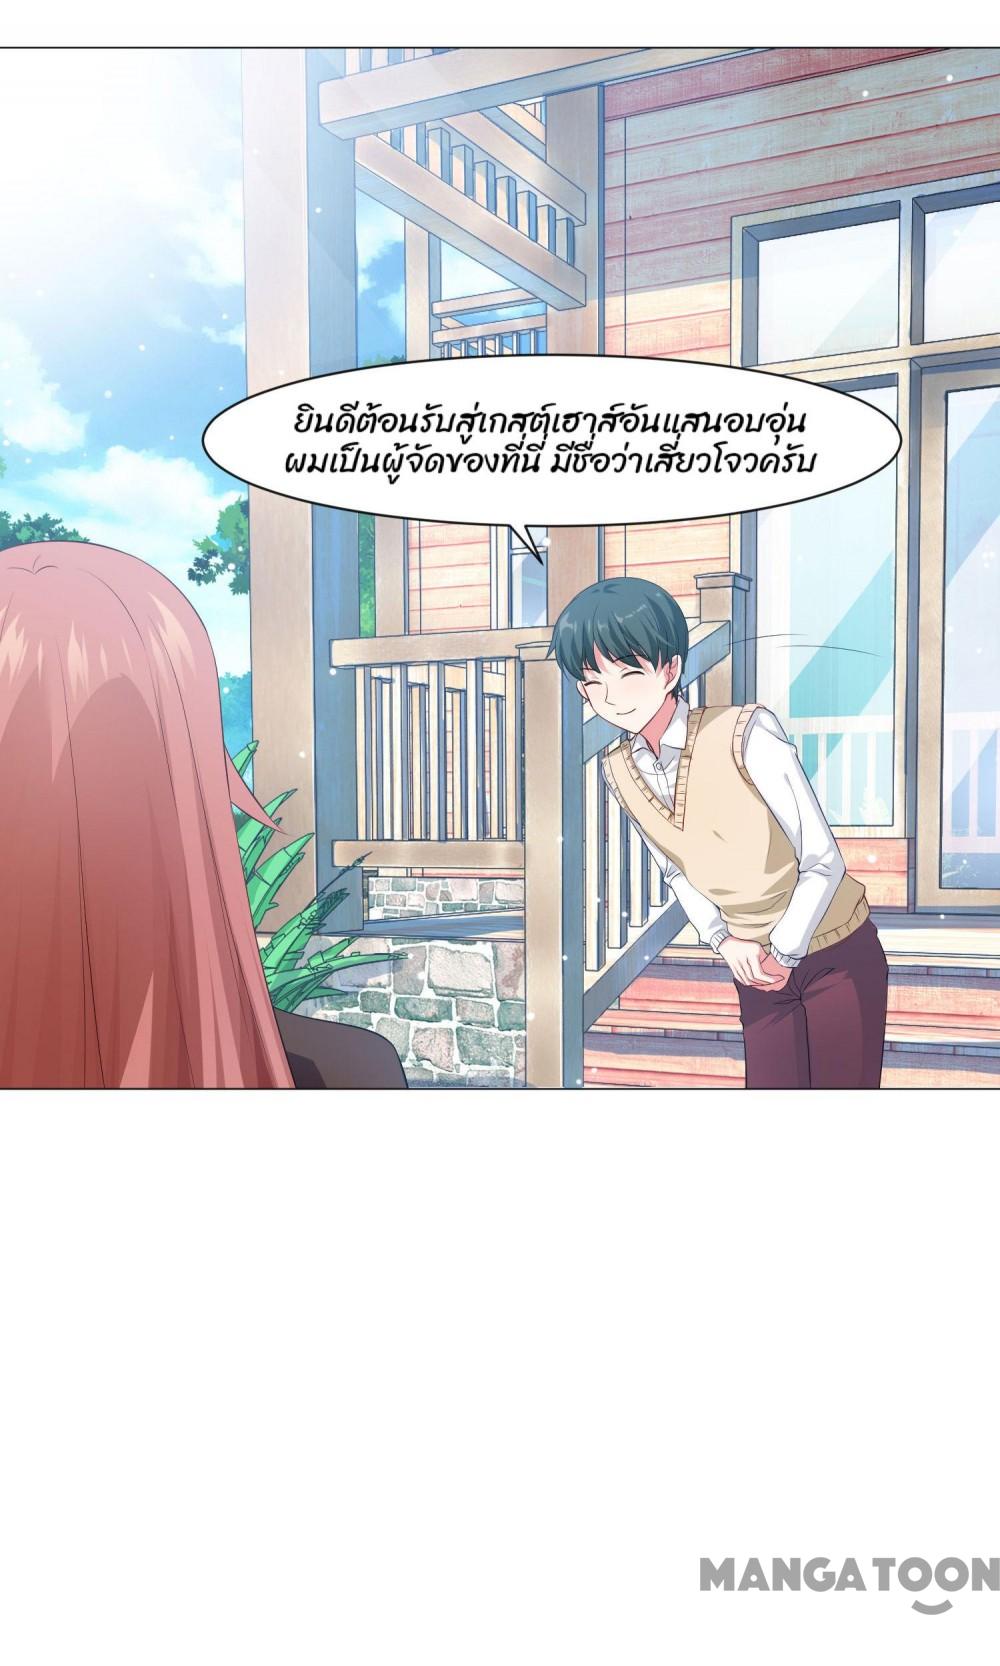 ยินดีต้อนรับสู่เกสต์เฮาส์อันแสนอบอุ่น
ผมเป็นผู้จัดของที่นี่ มีชื่อว่าเสี่ยวโจวครับ
MANGATOON